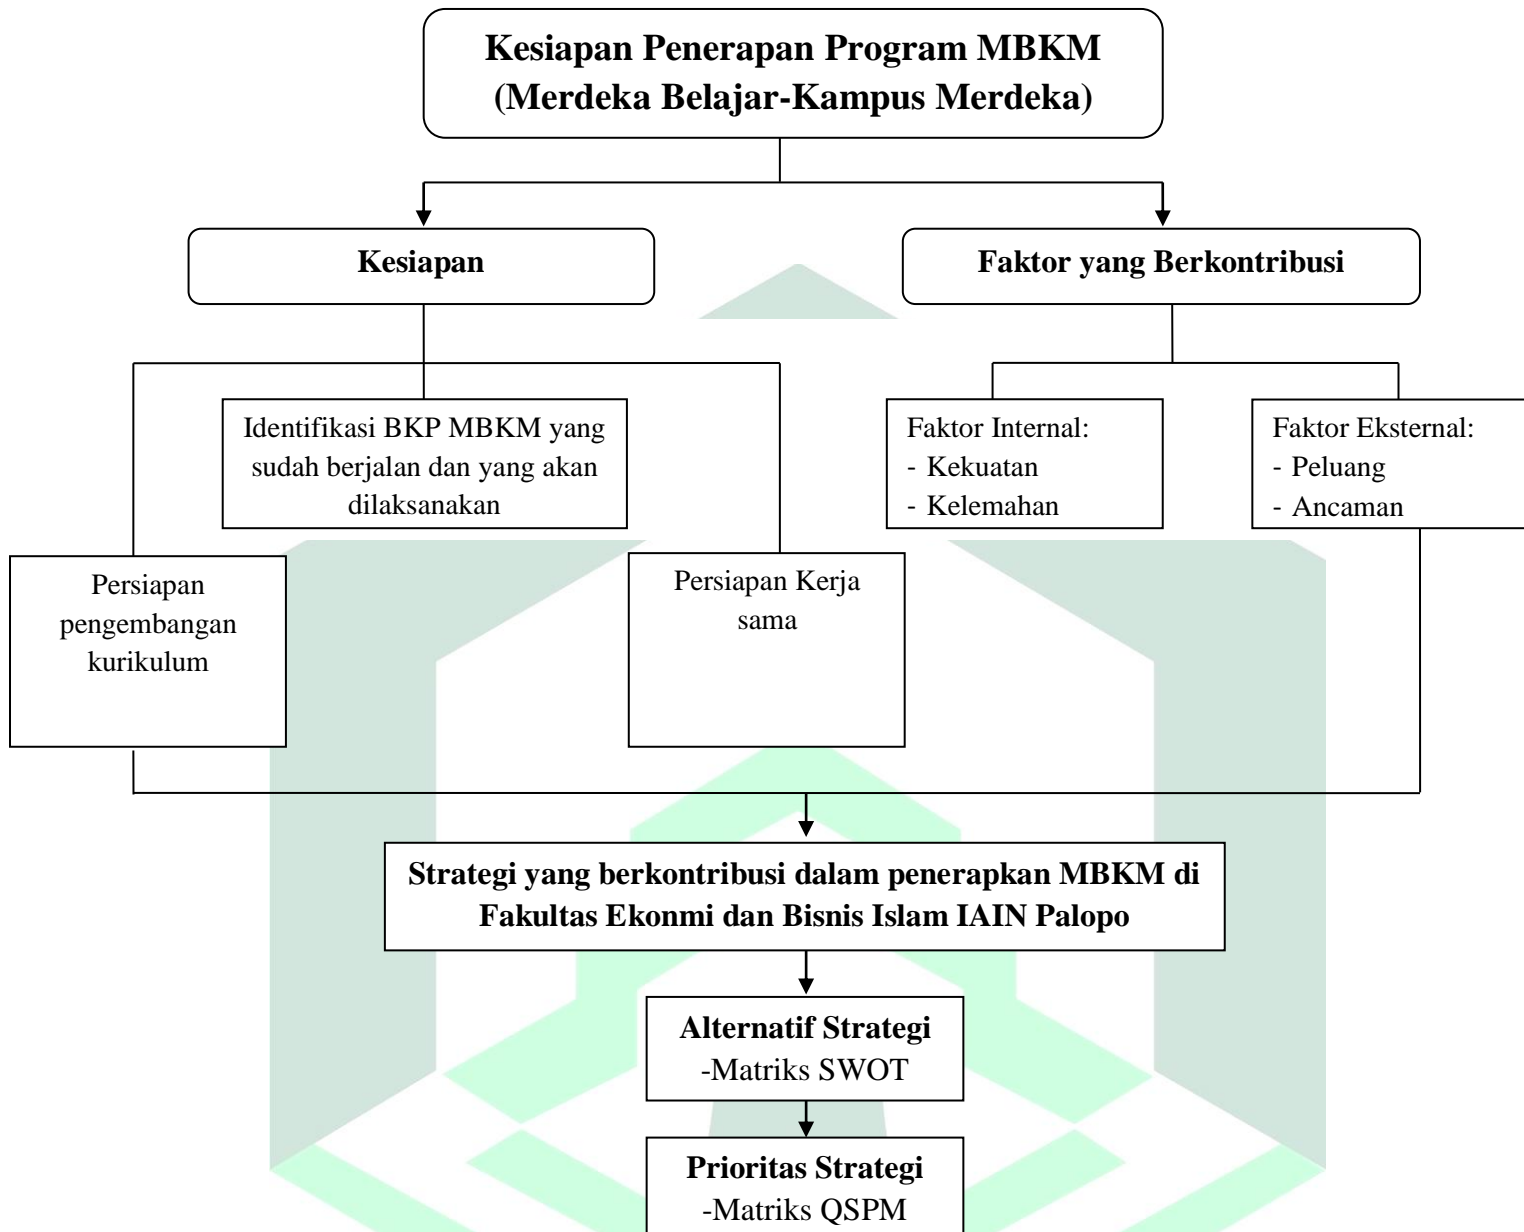 Kesiapan Penerapan Program MBKM
(Merdeka Belajar-Kampus Merdeka)
Kesiapan
Faktor yang Berkontribusi
Identifikasi BKP MBKM yang
sudah berjalan dan yang akan
dilaksanakan
Faktor Internal:
- Kekuatan
- Kelemahan
Faktor Eksternal:
- Peluang
- Ancaman
Persiapan
pengembangan
kurikulum
Persiapan Kerja
sama
Strategi yang berkontribusi dalam penerapkan MBKM di
Fakultas Ekonmi dan Bisnis Islam IAIN Palopo
Alternatif Strategi
-Matriks SWOT
Prioritas Strategi
-Matriks QSPM